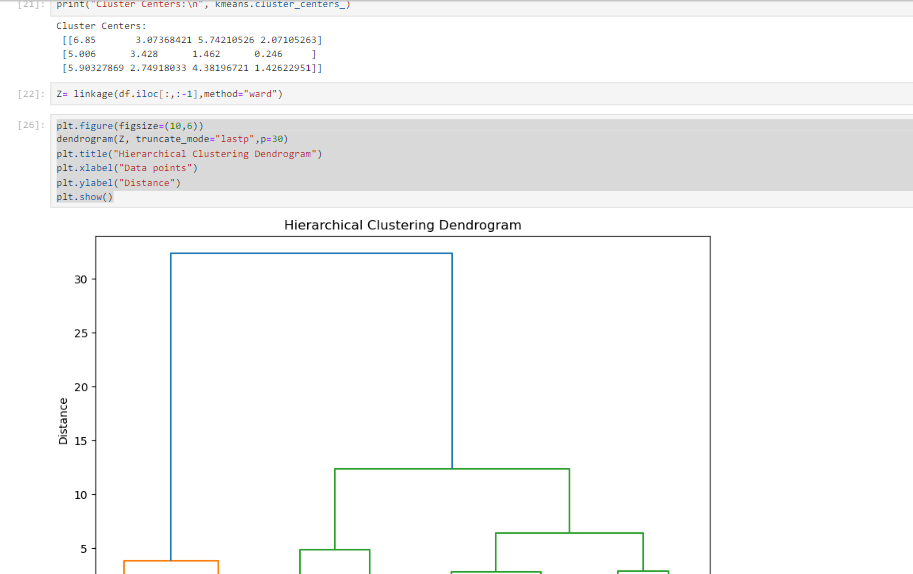 [21]: print("Cluster Centers:\n", kmeans.cluster_centers_)
Cluster Centers:
[[6.85 3.07368421 5.74210526 2.07105263]
[5.006 3.428 1.462 0.246 ]
[5.90327869 2.74918033 4.38196721 1.42622951]]
[22]: Z= linkage(df.iloc[:,:-1],method="ward")
[26]: plt.figure(figsize=(10,6))
dendrogram(Z, truncate_mode="lastp",p=30)
plt.title("Hierarchical Clustering Dendrogram")
plt.xlabel("Data points")
plt.ylabel("Distance")
plt.show()
Hierarchical Clustering Dendrogram
30
25
20
Distance
15
10
5